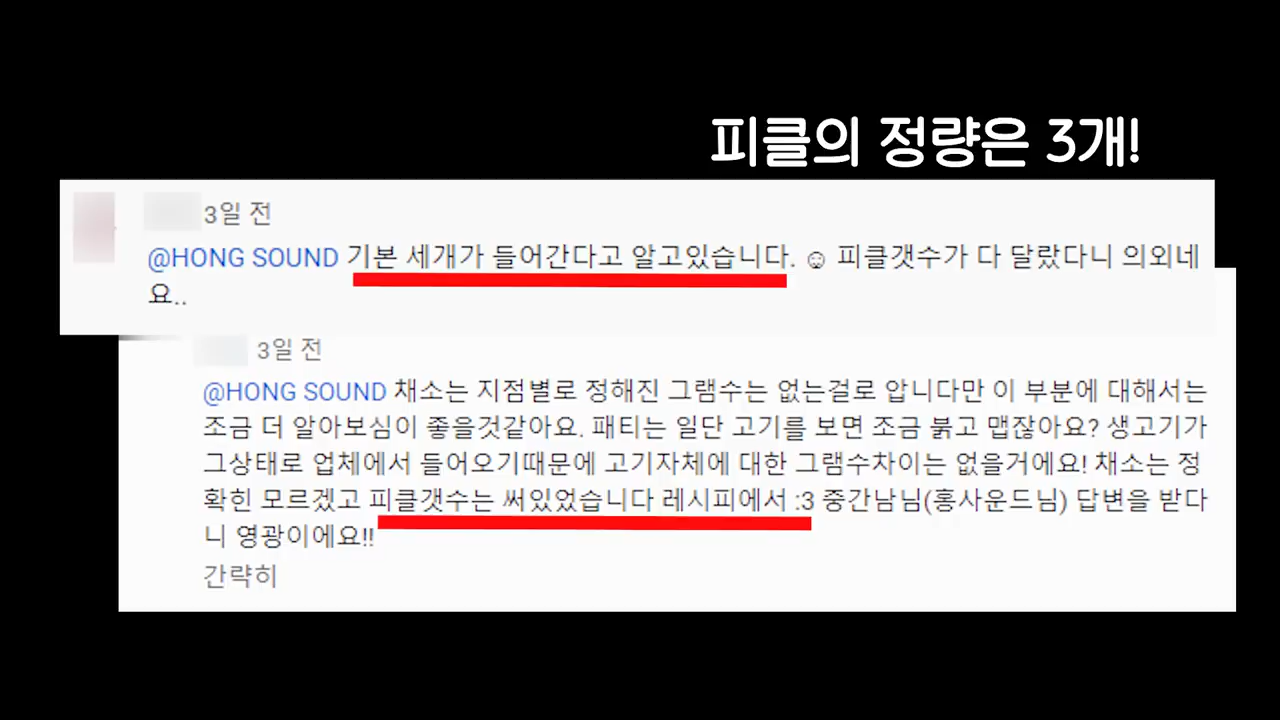 피클의 정량은 3개!
3일 전
@HONG SOUND 기본 세개가 들어간다고 알고있습니다. ☺ 피클갯수가 다 달랐다니 의외네
요..
3일 전
@HONG SOUND 채소는 지점별로 정해진 그램수는 없는걸로 압니다만 이 부분에 대해서는
조금 더 알아보심이 좋을것같아요. 패티는 일단 고기를 보면 조금 붉고 맵잖아요? 생고기가
그상태로 업체에서 들어오기때문에 고기자체에 대한 그램수차이는 없을거에요! 채소는 정
확힌 모르겠고 피클갯수는 써있었습니다 레시피에서 :3 중간남님(홍사운드님) 답변을 받다
니 영광이에요!!
간략히